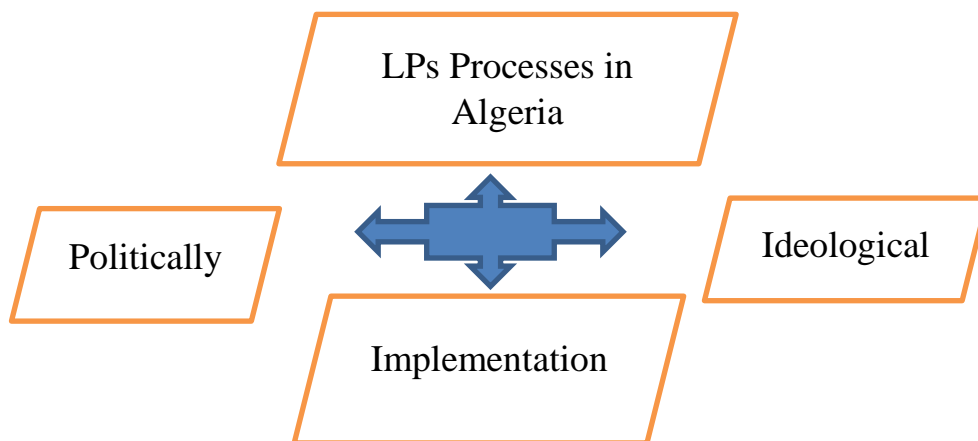 LPs Processes in
Algeria
Politically
Ideological
Implementation